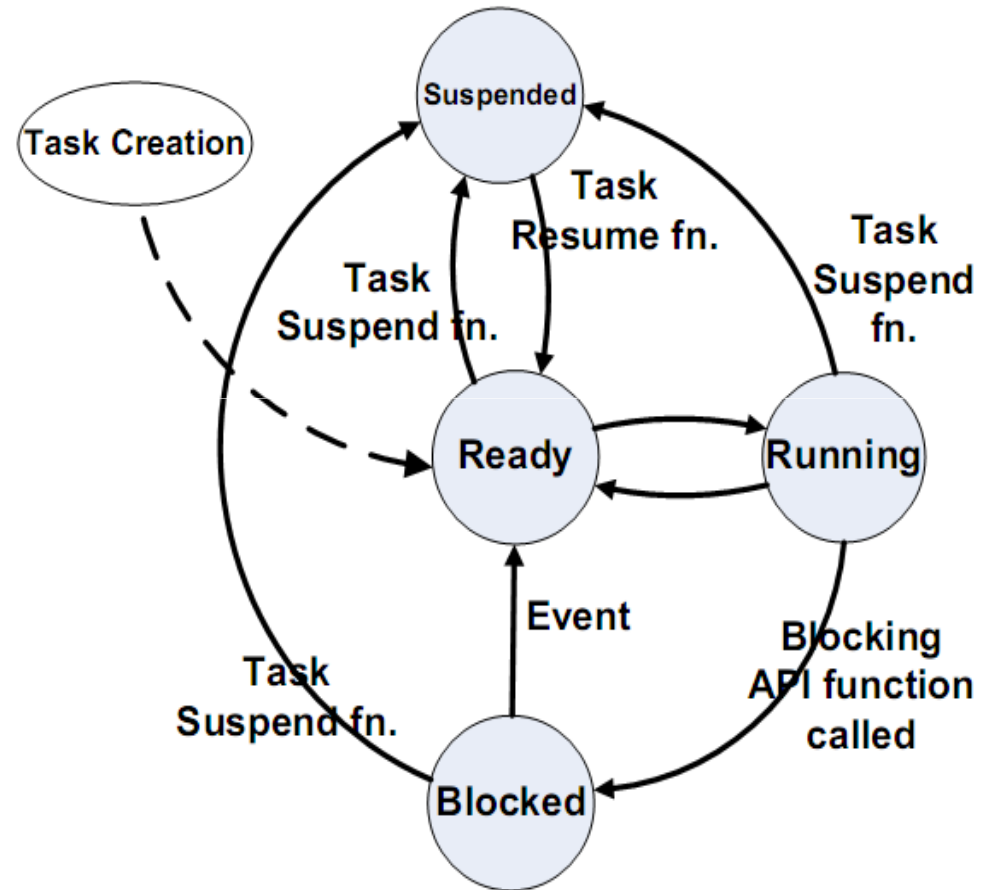 Suspended
Task Creation
Task
Resume fn.
Task
Suspend
fn.
Task
Suspend fn.
Ready
Running
Event
Blocking
API function
called
Task
Suspend fn.
Blocked